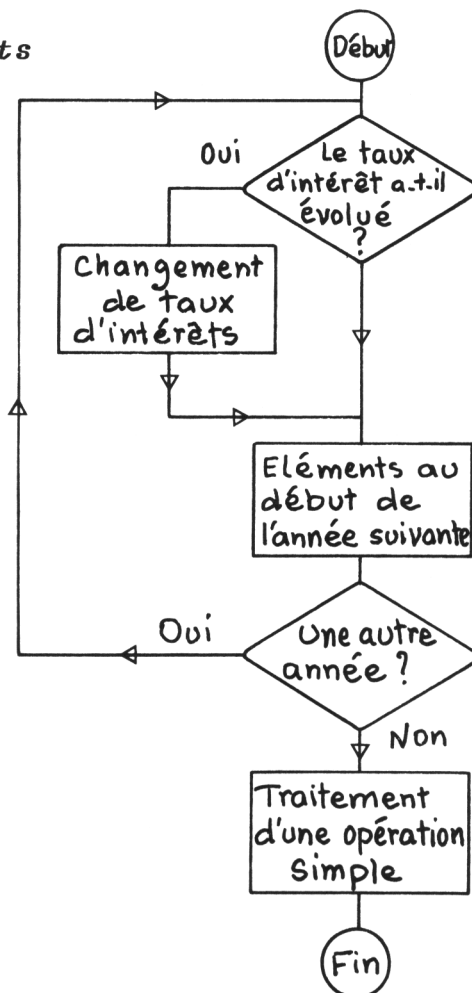 ts
Début
Oui
Le taux
d'intérêt a-t-il
évolué
?
Changement
de taux
d'intérêts
Eléments au
début de
l'année suivante
Oui
Une autre
année ?
Non
Traitement
d'une opération
Simple
Fin